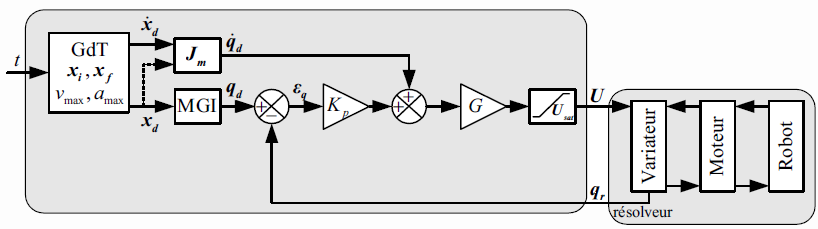 t
GdT
x_i, x_f
v_max, a_max
ẋ_d
x_d
J_m
q̇_d
MGI
q_d
+
−
ε_q
K_p
+
+
G
U_sat
U
q_r
résolveur
Variateur
Moteur
Robot